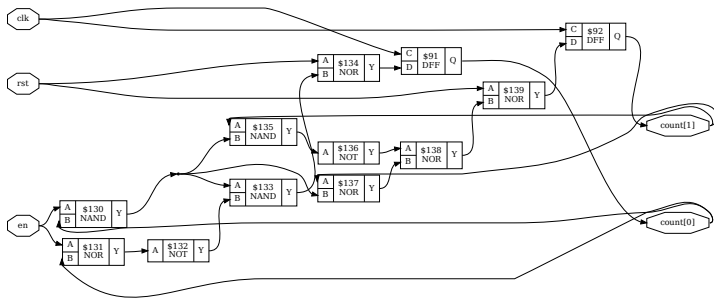 clk
C $92 Q
D DFF
A $134 Y
B NOR
C $91 Q
D DFF
rst
A $139 Y
B NOR
A $135 Y
B NAND
count[1]
A $136 Y
NOT
A $138 Y
B NOR
A $137 Y
B NOR
A $133 Y
B NAND
A $130 Y
B NAND
en
count[0]
A $131 Y
B NOR
A $132 Y
NOT